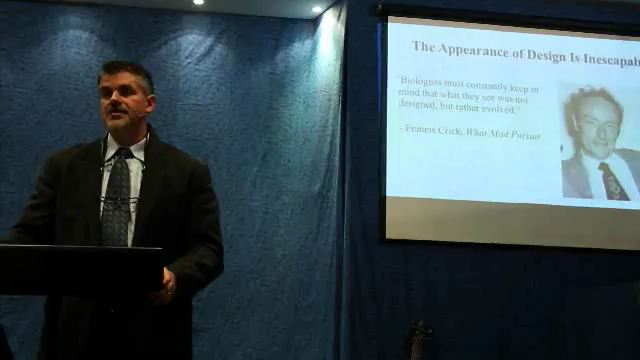 The Appearance of Design Is Inescapab
"Biologists must constantly keep in
mind that what they see was not
designed, but rather evolved."
- Francis Crick, What Mad Pursuit